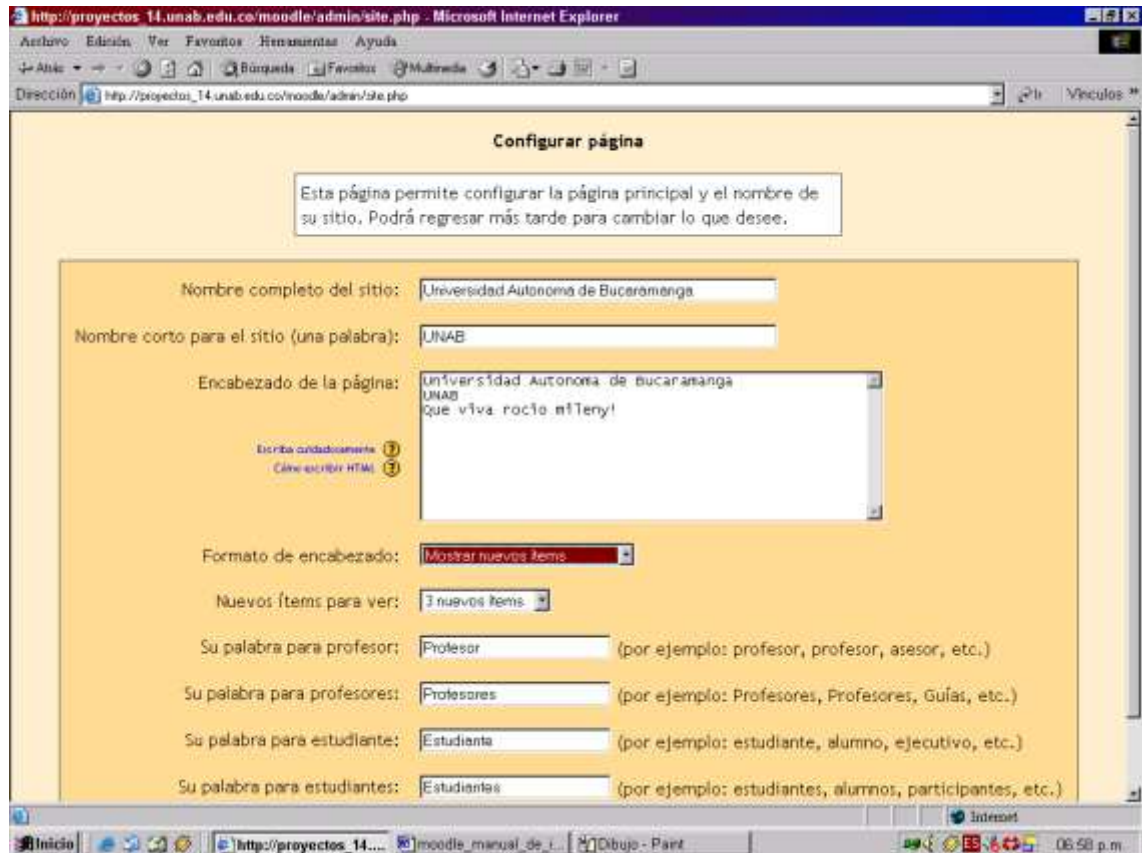 http://proyectos_14.unab.edu.co/moodle/admin/site.php - Microsoft Internet Explorer
Archivo Edición Ver Favoritos Herramientas Ayuda
Atrás Búsqueda Favoritos Multimedia
Dirección http://proyectos_14.unab.edu.co/moodle/admin/site.php Ir Vínculos »
Configurar página
Esta página permite configurar la página principal y el nombre de
su sitio. Podrá regresar más tarde para cambiar lo que desee.
Nombre completo del sitio: Universidad Autonoma de Bucaramanga
Nombre corto para el sitio (una palabra): UNAB
Encabezado de la página: Universidad Autonoma de Bucaramanga
UNAB
Que viva rocio mileny!
Escriba cuidadosamente
Cómo escribir HTML
Formato de encabezado: Mostrar nuevos ítems
Nuevos ítems para ver: 3 nuevos ítems
Su palabra para profesor: Profesor (por ejemplo: profesor, profesor, asesor, etc.)
Su palabra para profesores: Profesores (por ejemplo: Profesores, Profesores, Guías, etc.)
Su palabra para estudiante: Estudiante (por ejemplo: estudiante, alumno, ejecutivo, etc.)
Su palabra para estudiantes: Estudiantes (por ejemplo: estudiantes, alumnos, participantes, etc.)
Internet
Inicio http://proyectos_14.... moodle_manual_de_i... Dibujo - Paint ES 06:58 p.m.